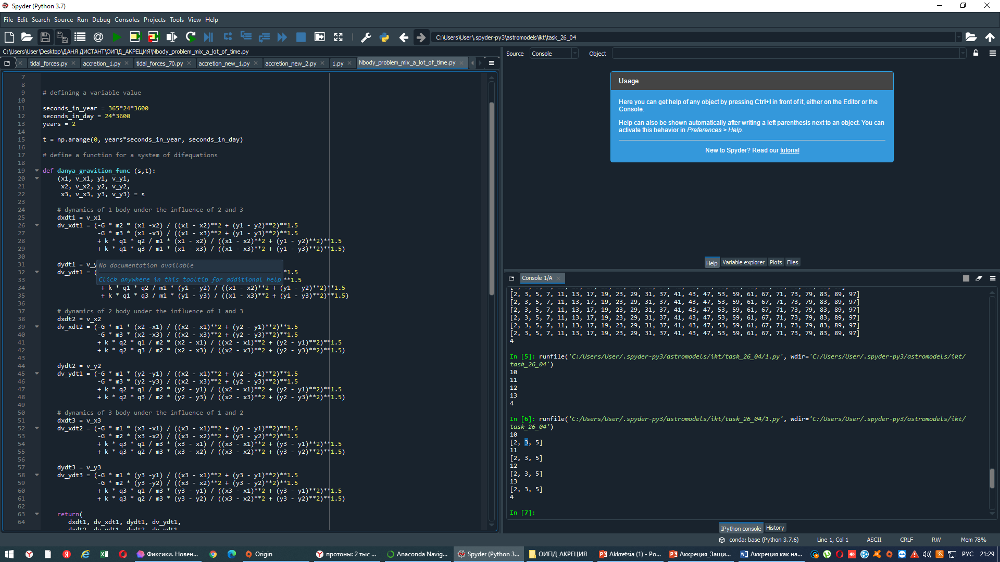 Spyder (Python 3.7)
File Edit Search Source Run Debug Consoles Projects Tools View Help
C:\Users\User\.spyder-py3\astromodels\ikt\task_26_04
C:\Users\User\Desktop\ДАНЯ ДИСТАНТ\ОИПД_АКРЕЦИЯ\Nbody_problem_mix_a_lot_of_time.py
tidal_forces.py accretion_1.py tidal_forces_70.py accretion_new_1.py accretion_new_2.py 1.py Nbody_problem_mix_a_lot_of_time.py
7
8
9 # defining a variable value
10
11 seconds_in_year = 365*24*3600
12 seconds_in_day = 24*3600
13 years = 2
14
15 t = np.arange(0, years*seconds_in_year, seconds_in_day)
16
17 # define a function for a system of difequations
18
19 def danya_gravition_func (s,t):
20 (x1, v_x1, y1, v_y1,
21 x2, v_x2, y2, v_y2,
22 x3, v_x3, y3, v_y3) = s
23
24 # dynamics of 1 body under the influence of 2 and 3
25 dxdt1 = v_x1
26 dv_xdt1 = (-G * m2 * (x1 -x2) / ((x1 - x2)**2 + (y1 - y2)**2)**1.5
27 -G * m3 * (x1 -x3) / ((x1 - x3)**2 + (y1 - y3)**2)**1.5
28 + k * q1 * q2 / m1 * (x1 - x2) / ((x1 - x2)**2 + (y1 - y2)**2)**1.5
29 + k * q1 * q3 / m1 * (x1 - x3) / ((x1 - x3)**2 + (y1 - y3)**2)**1.5)
30
31 dydt1 = v_y
No documentation available
32 dv_ydt1 = ( *1.5
33 **1.5
Click anywhere in this tooltip for additional help
34 + k * q1 * q2 / m1 * (y1 - y2) / ((x1 - x2)**2 + (y1 - y2)**2)**1.5
35 + k * q1 * q3 / m1 * (y1 - y3) / ((x1 - x3)**2 + (y1 - y3)**2)**1.5)
36
37 # dynamics of 2 body under the influence of 1 and 3
38 dxdt2 = v_x2
39 dv_xdt2 = (-G * m1 * (x2 -x1) / ((x2 - x1)**2 + (y2 - y1)**2)**1.5
40 -G * m3 * (x2 -x3) / ((x2 - x3)**2 + (y2 - y3)**2)**1.5
41 + k * q2 * q1 / m2 * (x2 - x1) / ((x2 - x1)**2 + (y2 - y1)**2)**1.5
42 + k * q2 * q3 / m2 * (x2 - x3) / ((x2 - x3)**2 + (y2 - y3)**2)**1.5)
43
44 dydt2 = v_y2
45 dv_ydt1 = (-G * m1 * (y2 -y1) / ((x2 - x1)**2 + (y2 - y1)**2)**1.5
46 -G * m3 * (y2 -y3) / ((x2 - x3)**2 + (y2 - y3)**2)**1.5
47 + k * q2 * q1 / m2 * (y2 - y1) / ((x2 - x1)**2 + (y2 - y1)**2)**1.5
48 + k * q2 * q3 / m2 * (y2 - y3) / ((x2 - x3)**2 + (y2 - y3)**2)**1.5)
49
50 # dynamics of 3 body under the influence of 1 and 2
51 dxdt3 = v_x3
52 dv_xdt2 = (-G * m1 * (x3 -x1) / ((x3 - x1)**2 + (y3 - y1)**2)**1.5
53 -G * m2 * (x3 -x2) / ((x3 - x2)**2 + (y3 - y2)**2)**1.5
54 + k * q3 * q1 / m3 * (x3 - x1) / ((x3 - x1)**2 + (y3 - y1)**2)**1.5
55 + k * q3 * q2 / m3 * (x3 - x2) / ((x3 - x2)**2 + (y3 - y2)**2)**1.5)
56
57 dydt3 = v_y3
58 dv_ydt3 = (-G * m1 * (y3 -y1) / ((x3 - x1)**2 + (y3 - y1)**2)**1.5
59 -G * m2 * (y3 -y2) / ((x3 - x2)**2 + (y3 - y2)**2)**1.5
60 + k * q3 * q1 / m3 * (y3 - y1) / ((x3 - x1)**2 + (y3 - y1)**2)**1.5
61 + k * q3 * q2 / m3 * (y3 - y2) / ((x3 - x2)**2 + (y3 - y2)**2)**1.5)
62
63 return(
64 dxdt1, dv_xdt1, dydt1, dv_ydt1,
Source Console Object
Usage
Here you can get help of any object by pressing Ctrl+I in front of it, either on the Editor or the
Console.
Help can also be shown automatically after writing a left parenthesis next to an object. You can
activate this behavior in Preferences > Help.
New to Spyder? Read our tutorial
Help Variable explorer Plots Files
Console 1/A
[2, 3, 5, 7, 11, 13, 17, 19, 23, 29, 31, 37, 41, 43, 47, 53, 59, 61, 67, 71, 73, 79, 83, 89, 97]
[2, 3, 5, 7, 11, 13, 17, 19, 23, 29, 31, 37, 41, 43, 47, 53, 59, 61, 67, 71, 73, 79, 83, 89, 97]
[2, 3, 5, 7, 11, 13, 17, 19, 23, 29, 31, 37, 41, 43, 47, 53, 59, 61, 67, 71, 73, 79, 83, 89, 97]
[2, 3, 5, 7, 11, 13, 17, 19, 23, 29, 31, 37, 41, 43, 47, 53, 59, 61, 67, 71, 73, 79, 83, 89, 97]
[2, 3, 5, 7, 11, 13, 17, 19, 23, 29, 31, 37, 41, 43, 47, 53, 59, 61, 67, 71, 73, 79, 83, 89, 97]
[2, 3, 5, 7, 11, 13, 17, 19, 23, 29, 31, 37, 41, 43, 47, 53, 59, 61, 67, 71, 73, 79, 83, 89, 97]
4
In [5]: runfile('C:/Users/User/.spyder-py3/astromodels/ikt/task_26_04/1.py', wdir='C:/Users/User/.spyder-py3/astromodels/ikt/
task_26_04')
10
11
12
13
4
In [6]: runfile('C:/Users/User/.spyder-py3/astromodels/ikt/task_26_04/1.py', wdir='C:/Users/User/.spyder-py3/astromodels/ikt/
task_26_04')
10
[2, 3, 5]
11
[2, 3, 5]
12
[2, 3, 5]
13
[2, 3, 5]
4
In [7]:
IPython console History
conda: base (Python 3.7.6) Line 1, Col 1 ASCII CRLF RW Mem 78%
Фиксики. Новен... Origin протоны: 2 тыс ... Anaconda Navig... Spyder (Python 3... ОИПД_АКРЕЦИЯ Akkretsia (1) - Po... Аккреция_Защи... Аккреция как на... РУС 21:29